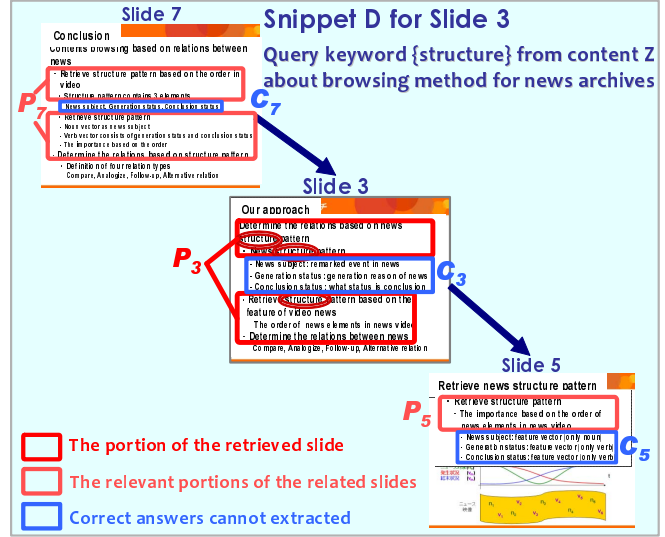 Slide 7
Snippet D for Slide 3
Query keyword {structure} from content Z
about browsing method for news archives
Conclusion
Contents browsing based on relations between
news
- Retrieve structure pattern based on the order in
video
- Structure pattern contains 3 elements
News subject, Generation status, Conclusion status
- Retrieve structure pattern
- Noun vector as news subject
- Verb vector consists of generation status and conclusion status
- The importance based on the order
- Determine the relations based on structure pattern
- Definition of four relation types
Compare, Analogize, Follow-up, Alternative relation
P7
C7
Slide 3
Our approach
Determine the relations based on news
structure pattern
- News structure pattern
- News subject: remarked event in news
- Generation status: generation reason of news
- Conclusion status: what status is conclusion
- Retrieve structure pattern based on the
feature of video news
The order of news elements in news video
- Determine the relations between news
Compare, Analogize, Follow-up, Alternative relation
P3
C3
Slide 5
Retrieve news structure pattern
- Retrieve structure pattern
- The importance based on the order of
news elements in news video
- News subject: feature vector (only noun)
- Generation status: feature vector (only verb)
- Conclusion status: feature vector (only verb)
P5
C5
ニュース
映像
The portion of the retrieved slide
The relevant portions of the related slides
Correct answers cannot extracted